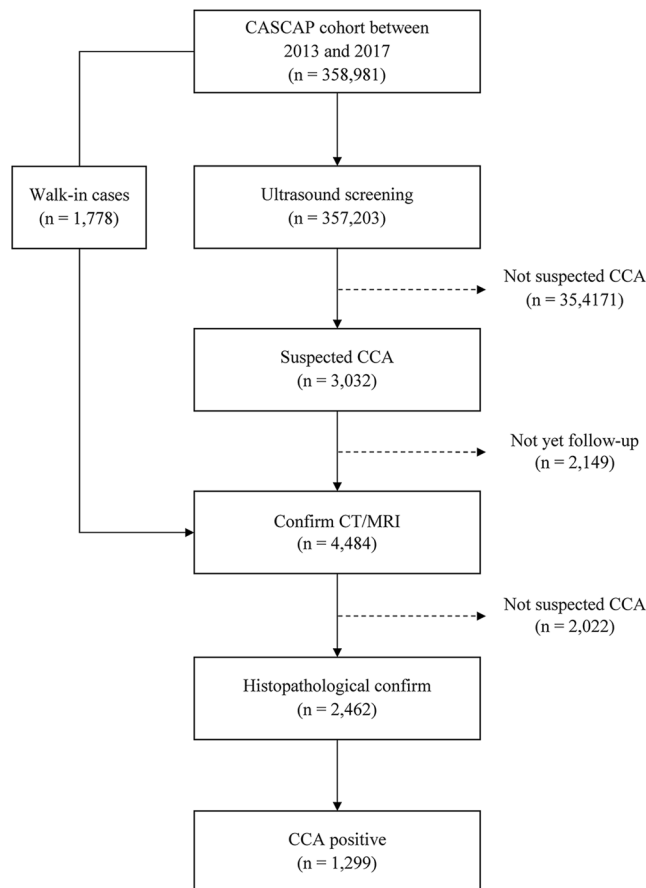 CASCAP cohort between
2013 and 2017
(n = 358,981)
Walk-in cases
(n = 1,778)
Ultrasound screening
(n = 357,203)
Not suspected CCA
(n = 35,4171)
Suspected CCA
(n = 3,032)
Not yet follow-up
(n = 2,149)
Confirm CT/MRI
(n = 4,484)
Not suspected CCA
(n = 2,022)
Histopathological confirm
(n = 2,462)
CCA positive
(n = 1,299)